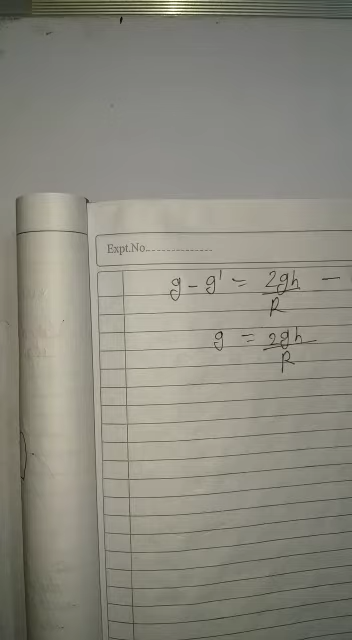 Expt.No.
g - g' = 2gh/R -
g = 2gh/R